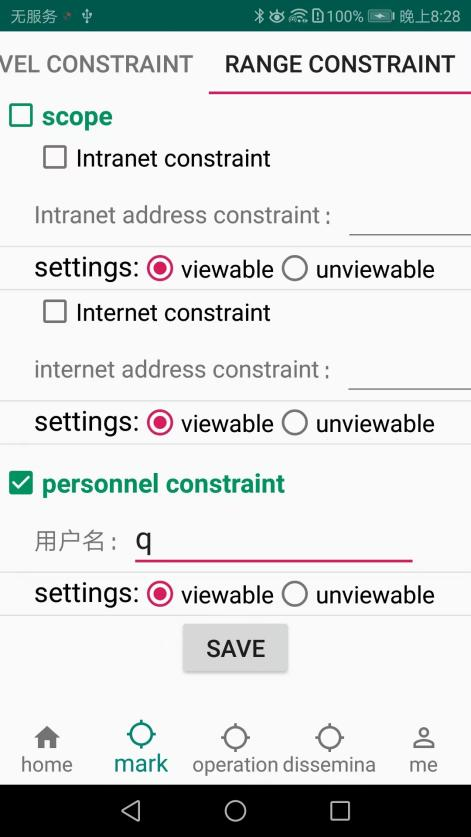 无服务 100% 晚上8:28
VEL CONSTRAINT RANGE CONSTRAINT
scope
Intranet constraint
Intranet address constraint:
settings: viewable unviewable
Internet constraint
internet address constraint:
settings: viewable unviewable
personnel constraint
用户名: q
settings: viewable unviewable
SAVE
home mark operation dissemina me